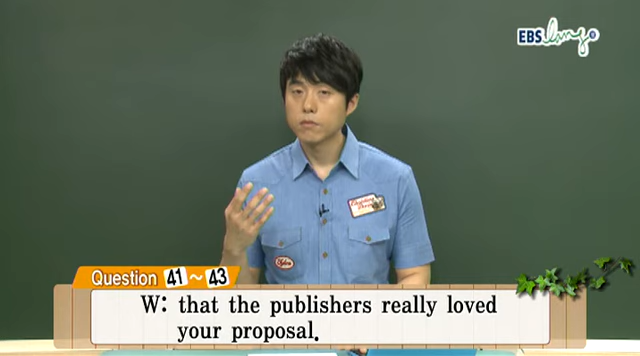 EBS lang
Question 41~43
W: that the publishers really loved
your proposal.